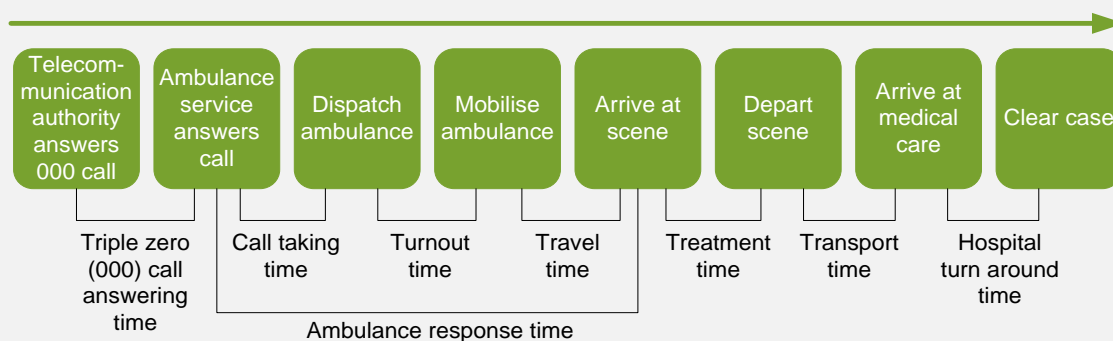 Telecom-
munication
authority
answers
000 call
Ambulance
service
answers
call
Dispatch
ambulance
Mobilise
ambulance
Arrive at
scene
Depart
scene
Arrive at
medical
care
Clear case
Triple zero
(000) call
answering
time
Call taking
time
Turnout
time
Travel
time
Treatment
time
Transport
time
Hospital
turn around
time
Ambulance response time